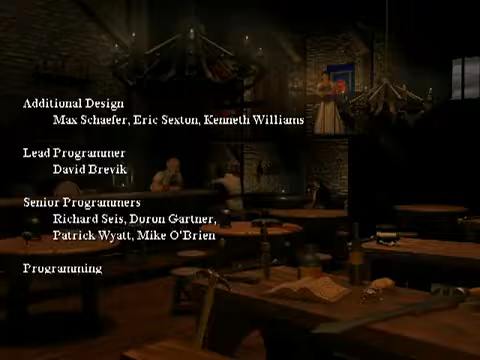 Additional Design
Max Schaefer, Eric Sexton, Kenneth Williams
Lead Programmer
David Brevik
Senior Programmers
Richard Seis, Doron Gartner,
Patrick Wyatt, Mike O'Brien
Programming